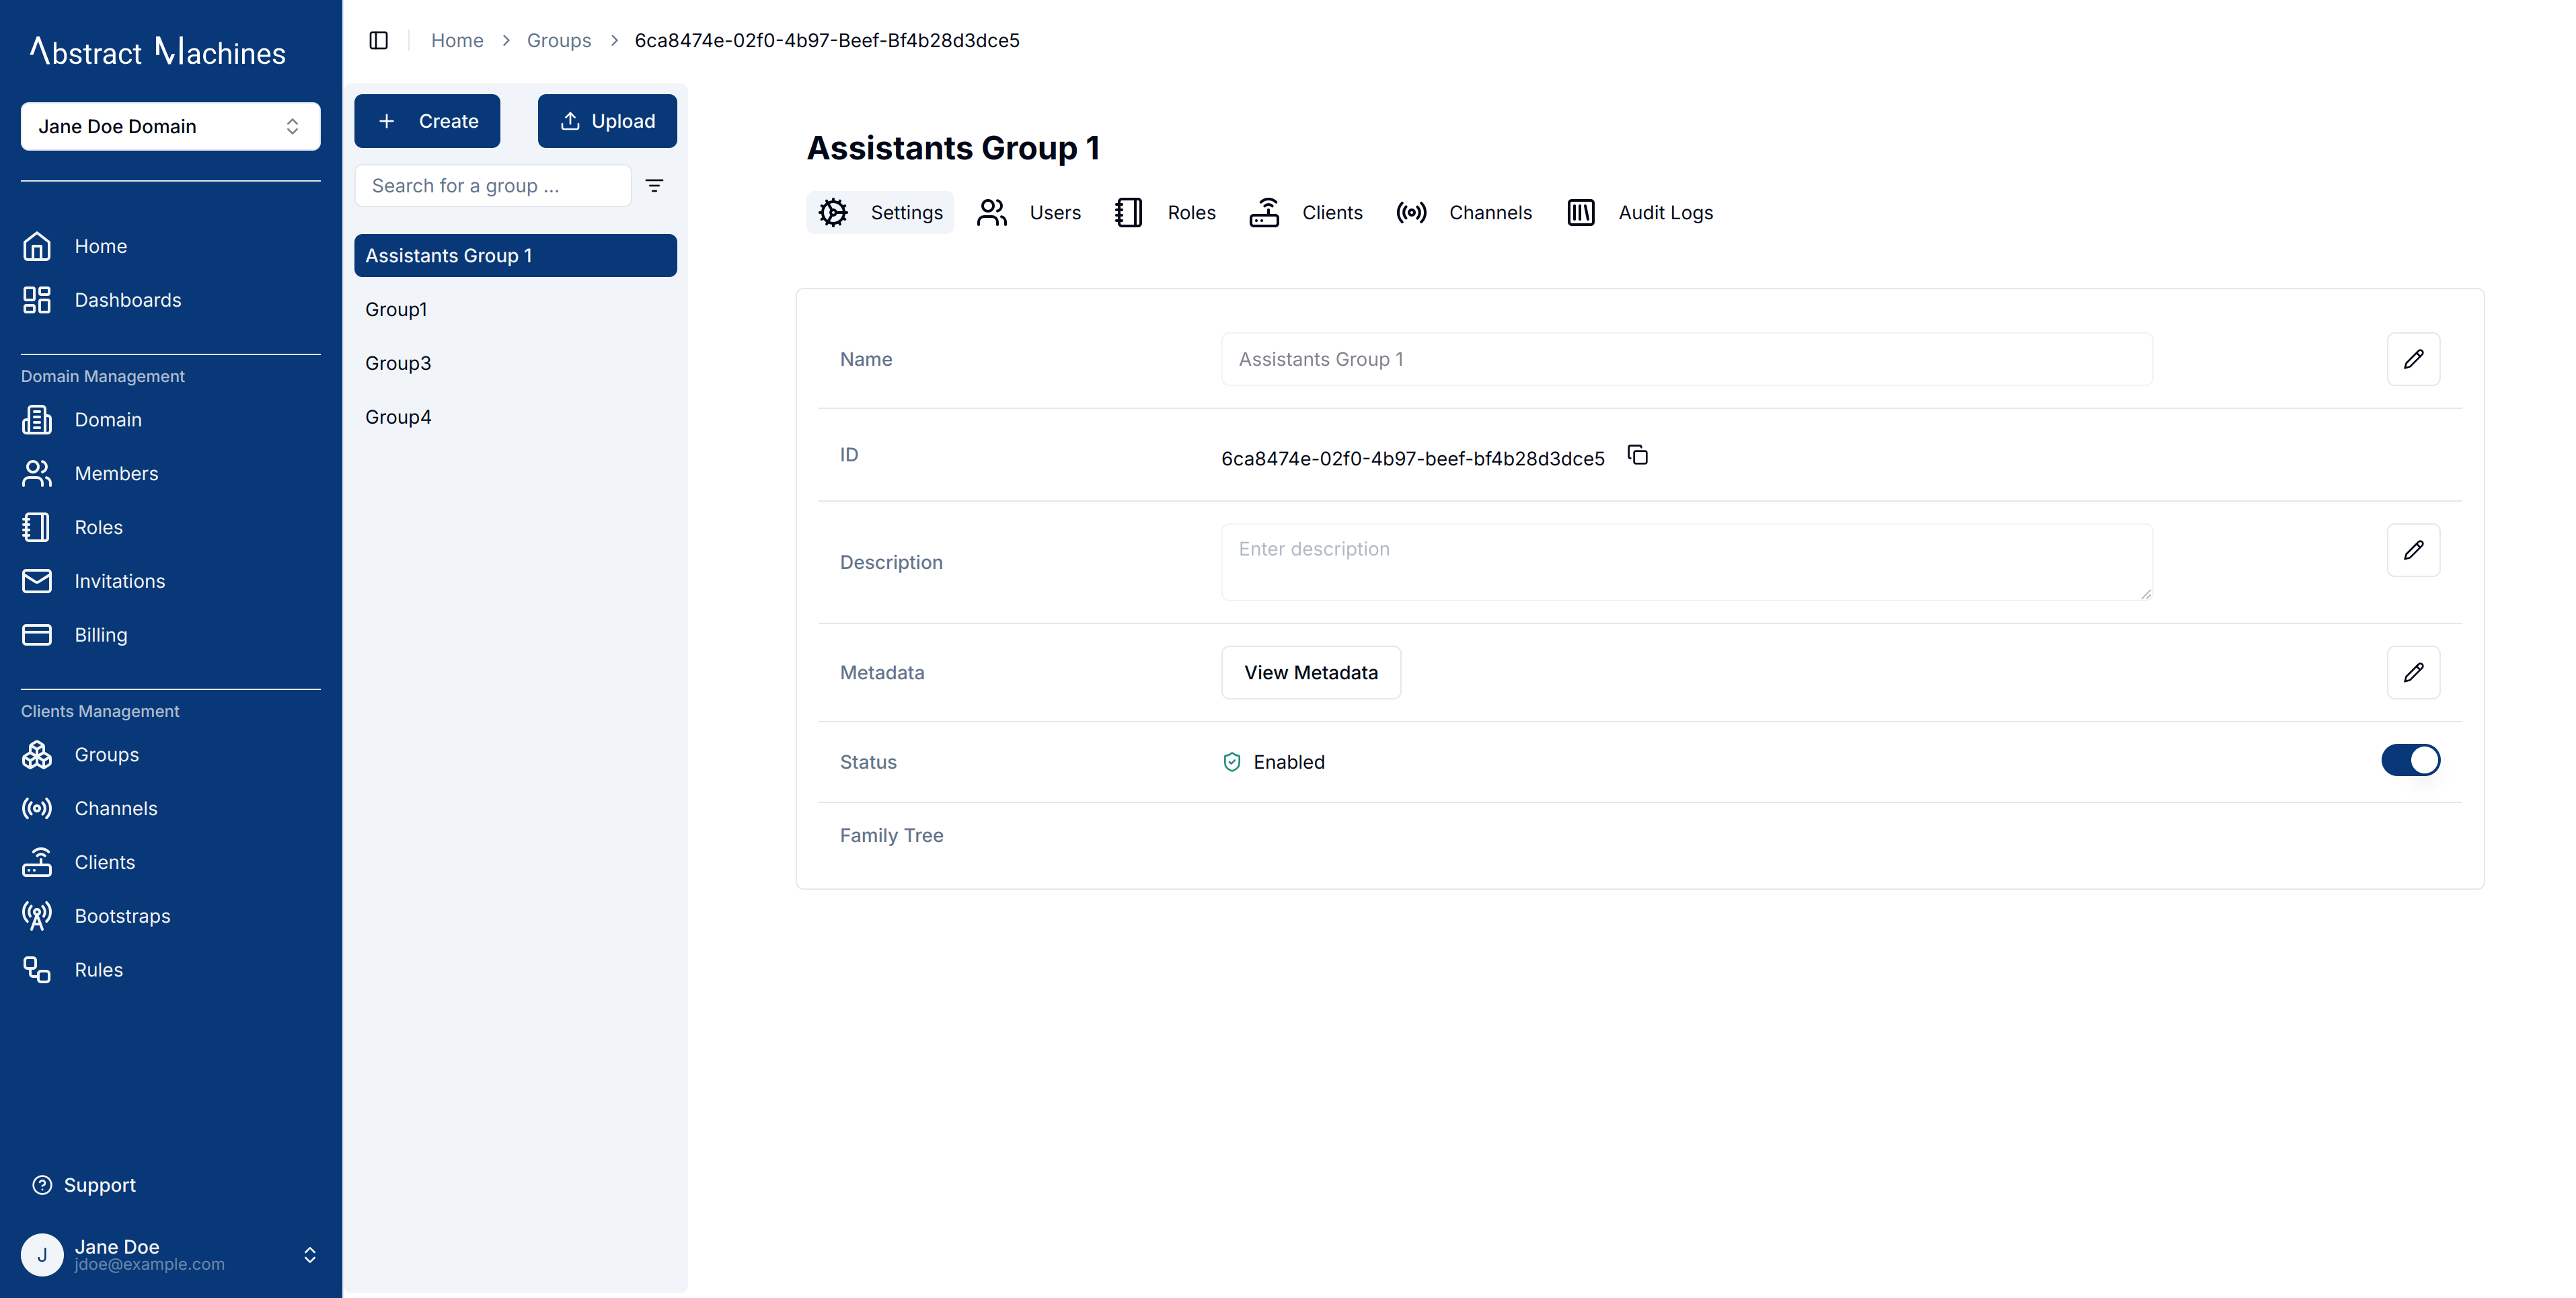 Abstract Machines
Jane Doe Domain
Home
Dashboards
Domain Management
Domain
Members
Roles
Invitations
Billing
Clients Management
Groups
Channels
Clients
Bootstraps
Rules
Support
J
Jane Doe
jdoe@example.com
Home > Groups > 6ca8474e-02f0-4b97-Beef-Bf4b28d3dce5
Create
Upload
Search for a group ...
Assistants Group 1
Group1
Group3
Group4
Assistants Group 1
Settings Users Roles Clients Channels Audit Logs
Name
Assistants Group 1
ID
6ca8474e-02f0-4b97-beef-bf4b28d3dce5
Description
Enter description
Metadata
View Metadata
Status
Enabled
Family Tree